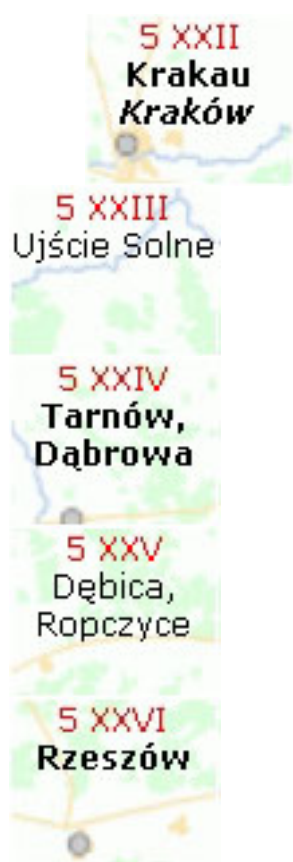 5 XXII
Krakau
Kraków
5 XXIII
Ujście Solne
5 XXIV
Tarnów,
Dąbrowa
5 XXV
Dębica,
Ropczyce
5 XXVI
Rzeszów